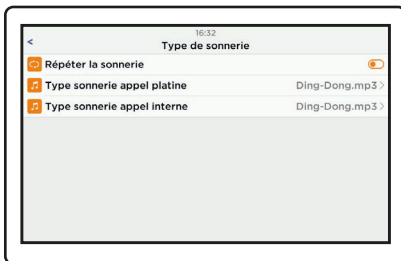 16:32
< Type de sonnerie
Répéter la sonnerie
Type sonnerie appel platine Ding-Dong.mp3 >
Type sonnerie appel interne Ding-Dong.mp3 >